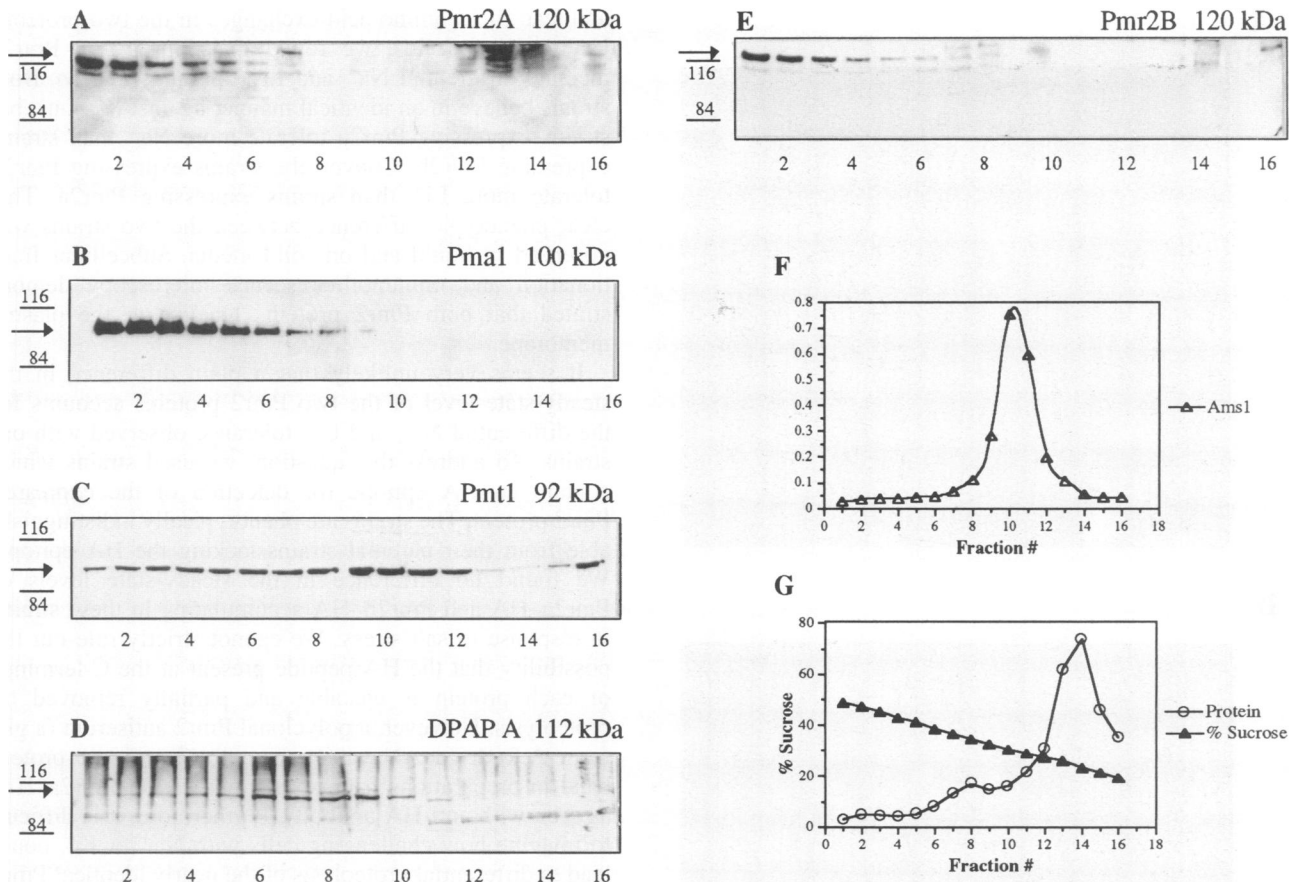 A
Pmr2A 120 kDa
116
84
2 4 6 8 10 12 14 16
B
Pma1 100 kDa
116
84
2 4 6 8 10 12 14 16
C
Pmt1 92 kDa
116
84
2 4 6 8 10 12 14 16
D
DPAP A 112 kDa
116
84
2 4 6 8 10 12 14 16
E
Pmr2B 120 kDa
116
84
2 4 6 8 10 12 14 16
F
0.8
0.7
0.6
0.5
0.4
0.3
0.2
0.1
0
0 2 4 6 8 10 12 14 16 18
Fraction #
Ams1
G
80
60
40
20
0
% Sucrose
0 2 4 6 8 10 12 14 16 18
Fraction #
Protein
% Sucrose